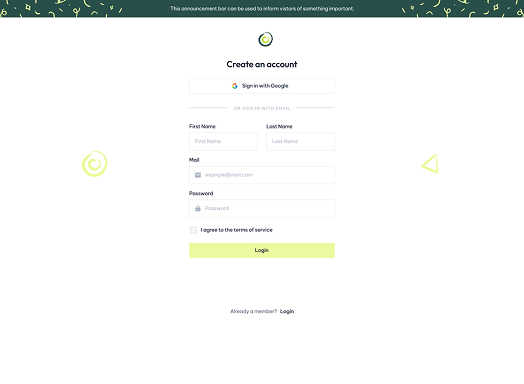 This announcement bar can be used to inform vistors of something important.
Create an account
Sign in with Google
OR SIGN IN WITH EMAIL
First Name
Last Name
First Name
Last Name
Mail
example@mail.com
Password
Password
I agree to the terms of service
Login
Already a member? Login